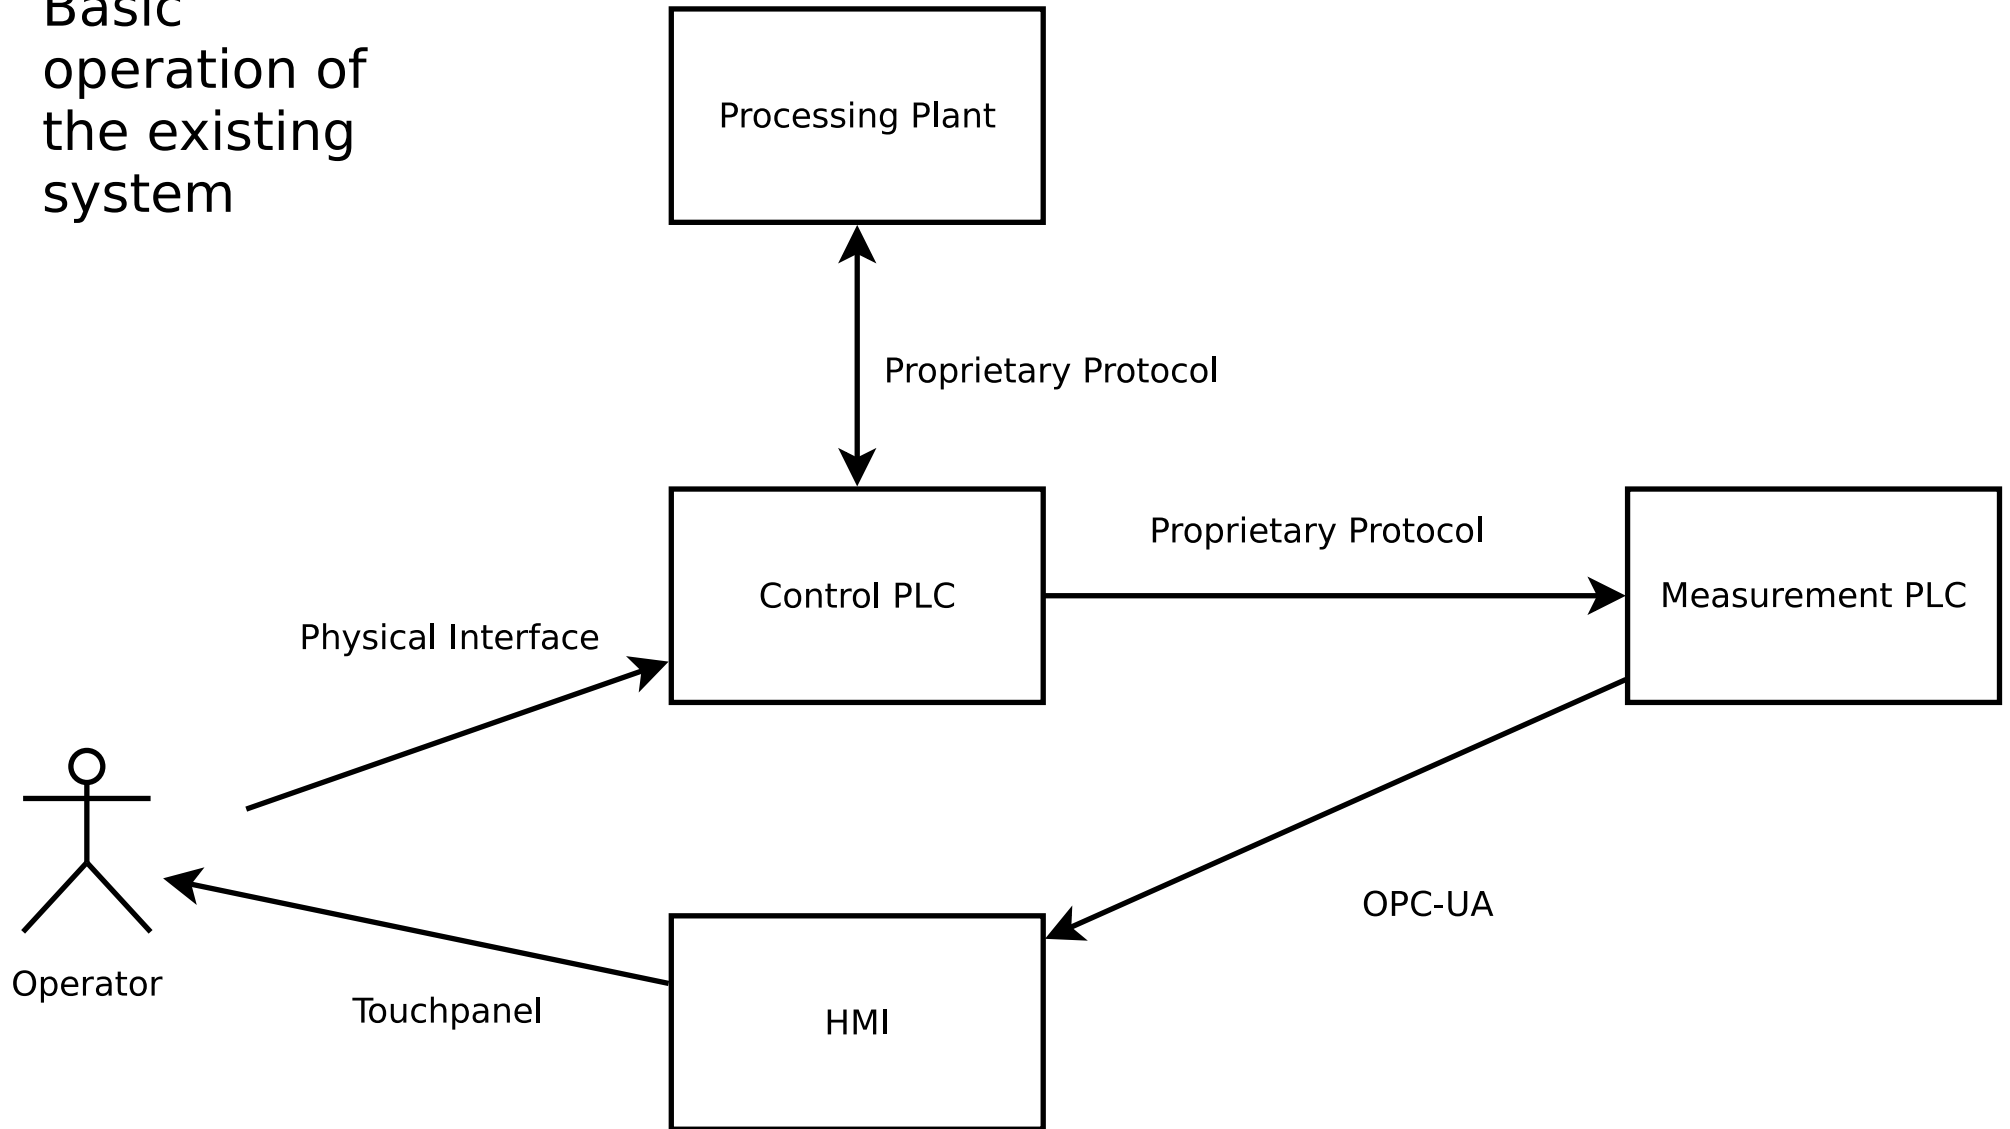 Basic
operation of
the existing
system
Processing Plant
Proprietary Protocol
Proprietary Protocol
Control PLC
Measurement PLC
Physical Interface
OPC-UA
Operator
Touchpanel
HMI